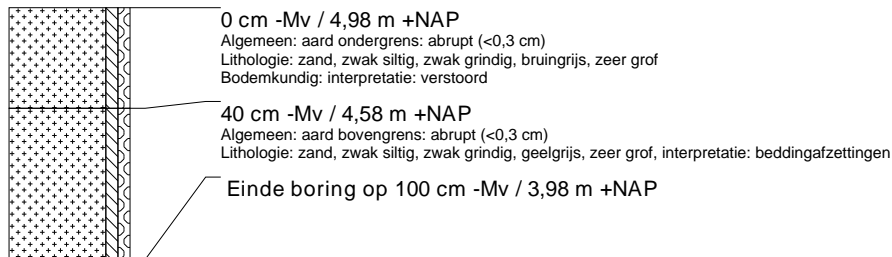 0 cm -Mv / 4,98 m +NAP
Algemeen: aard ondergrens: abrupt (<0,3 cm)
Lithologie: zand, zwak siltig, zwak grindig, bruingrijs, zeer grof
Bodemkundig: interpretatie: verstoord
40 cm -Mv / 4,58 m +NAP
Algemeen: aard bovengrens: abrupt (<0,3 cm)
Lithologie: zand, zwak siltig, zwak grindig, geelgrijs, zeer grof, interpretatie: beddingafzettingen
Einde boring op 100 cm -Mv / 3,98 m +NAP